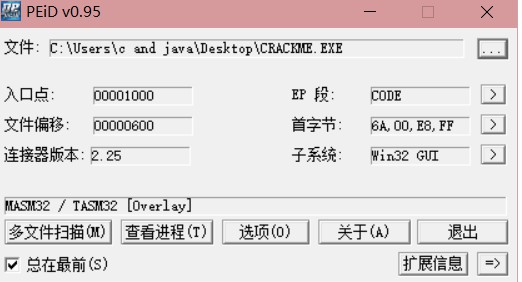 PEiD v0.95
文件: C:\Users\c and java\Desktop\CRACKME.EXE ...
入口点: 00001000 EP 段: CODE >
文件偏移: 00000600 首字节: 6A,00,E8,FF >
连接器版本: 2.25 子系统: Win32 GUI >
MASM32 / TASM32 [Overlay]
多文件扫描(M) 查看进程(T) 选项(O) 关于(A) 退出
总在最前(S) 扩展信息 =>